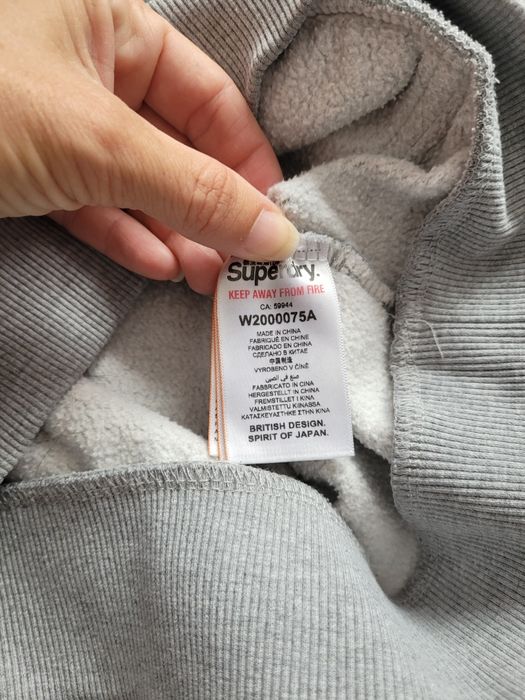 Superdry.
KEEP AWAY FROM FIRE
CA: 59944
W2000075A
MADE IN CHINA
FABRIQUÉ EN CHINE
FABRICADO EN CHINA
СДЕЛАНО В КИТАЕ
中国制造
VYROBENO V ČÍNĚ
صنع في الصين
FABBRICATO IN CINA
HERGESTELLT IN CHINA
FREMSTILLET I KINA
VALMISTETTU KIINASSA
ΚΑΤΑΣΚΕΥΑΣΤΗΚΕ ΣΤΗΝ ΚΙΝΑ
BRITISH DESIGN.
SPIRIT OF JAPAN.